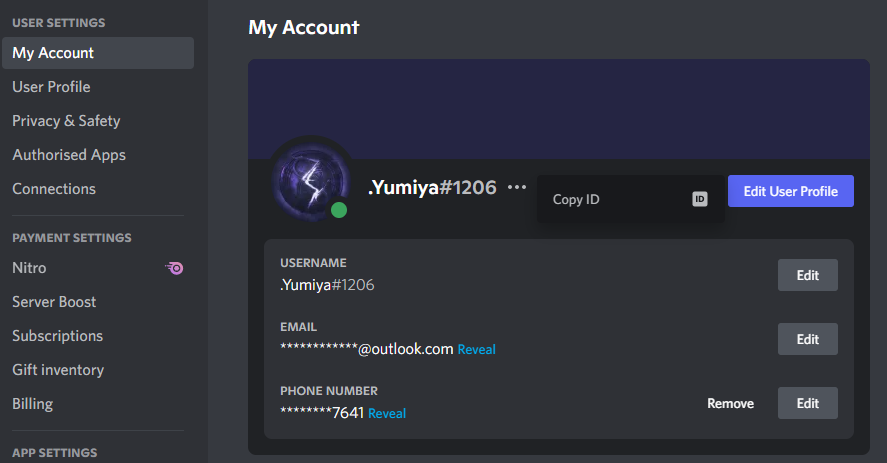 USER SETTINGS
My Account
User Profile
Privacy & Safety
Authorised Apps
Connections
PAYMENT SETTINGS
Nitro
Server Boost
Subscriptions
Gift inventory
Billing
APP SETTINGS
My Account
.Yumiya#1206
Copy ID ID
Edit User Profile
USERNAME
.Yumiya#1206
Edit
EMAIL
************@outlook.com Reveal
Edit
PHONE NUMBER
********7641 Reveal
Remove
Edit